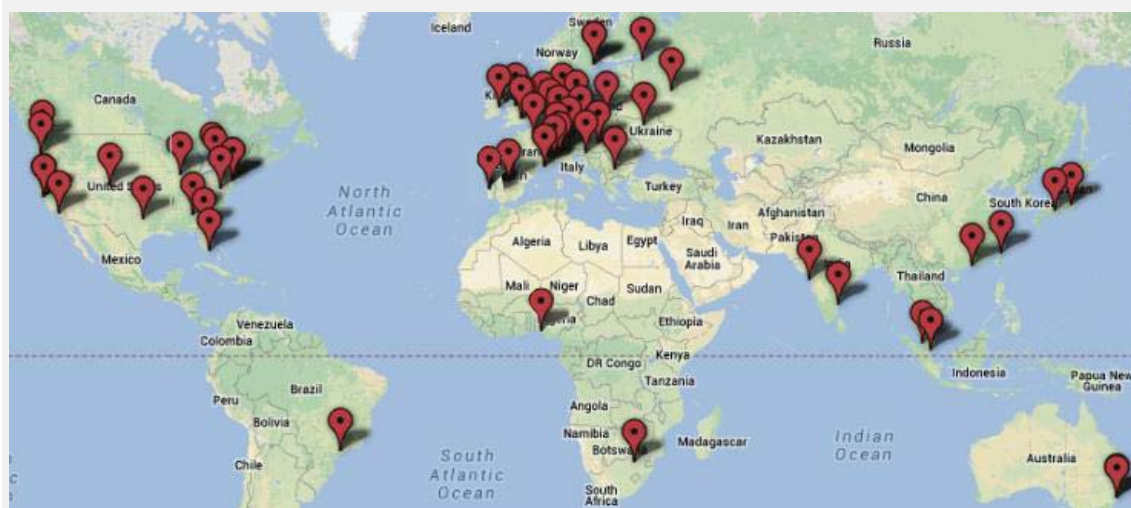 Iceland
Sweden
Norway
Russia
Canada
Ukraine
Kazakhstan
Mongolia
Italy
United States
North
Atlantic
Ocean
Turkey
China
South Korea
Afghanistan
Iraq
Iran
Pakistan
Algeria
Libya
Egypt
Saudi
Arabia
Mexico
Thailand
Mali
Niger
Chad
Sudan
Ethiopia
Venezuela
Colombia
DR Congo
Kenya
Indonesia
Papua New
Guinea
Tanzania
Brazil
Peru
Angola
Bolivia
Namibia
Botswana
Madagascar
Indian
Ocean
Australia
Chile
South
Atlantic
Ocean
South
Africa